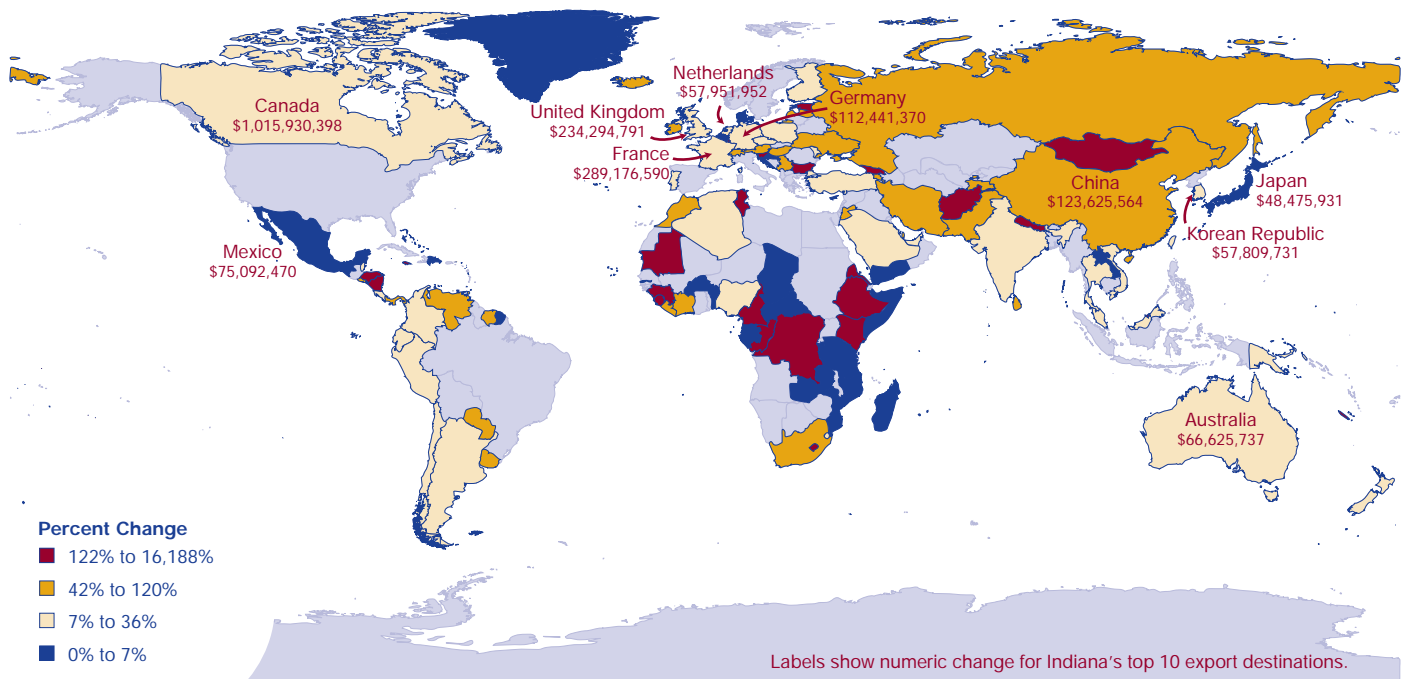 Canada
$1,015,930,398
Netherlands
$57,951,952
United Kingdom
$234,294,791
Germany
$112,441,370
France
$289,176,590
China
$123,625,564
Japan
$48,475,931
Korean Republic
$57,809,731
Mexico
$75,092,470
Australia
$66,625,737
Percent Change
122% to 16,188%
42% to 120%
7% to 36%
0% to 7%
Labels show numeric change for Indiana's top 10 export destinations.